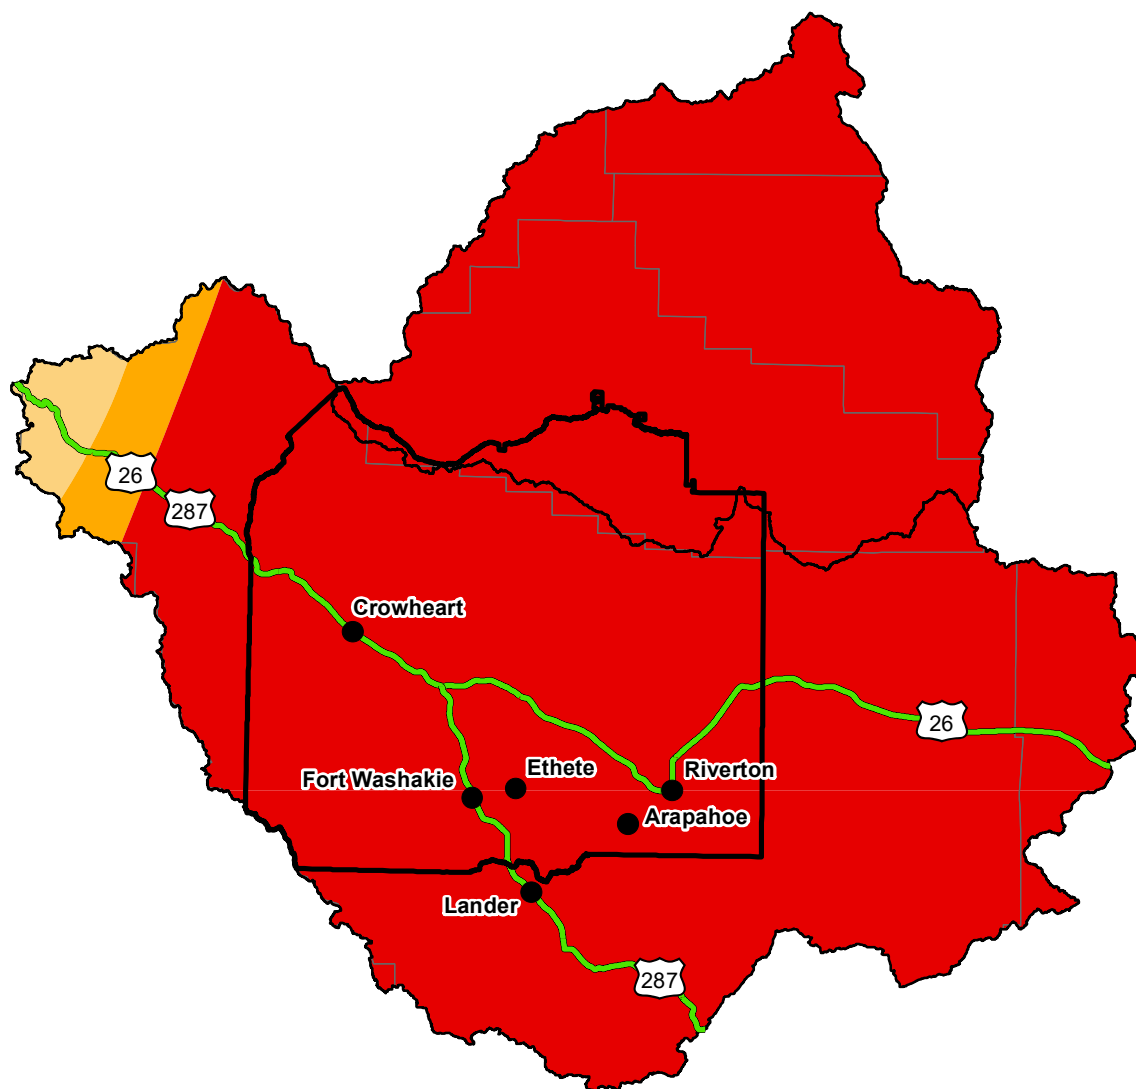 26
287
Crowheart
26
Ethete
Riverton
Fort Washakie
Arapahoe
Lander
287